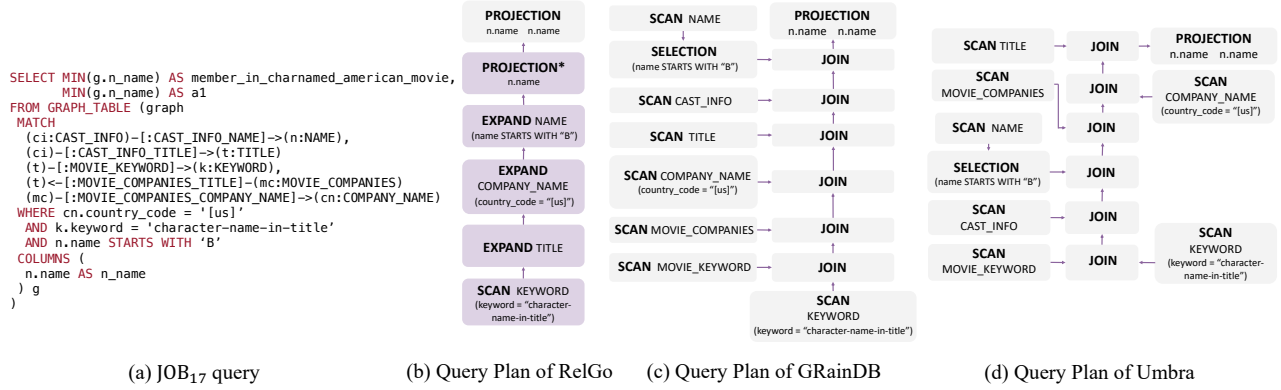 SELECT MIN(g.n_name) AS member_in_charnamed_american_movie,
MIN(g.n_name) AS a1
FROM GRAPH_TABLE (graph
MATCH
(ci:CAST_INFO)-[:CAST_INFO_NAME]->(n:NAME),
(ci)-[:CAST_INFO_TITLE]->(t:TITLE)
(t)-[:MOVIE_KEYWORD]->(k:KEYWORD),
(t)<-[:MOVIE_COMPANIES_TITLE]-(mc:MOVIE_COMPANIES)
(mc)-[:MOVIE_COMPANIES_COMPANY_NAME]->(cn:COMPANY_NAME)
WHERE cn.country_code = '[us]'
AND k.keyword = 'character-name-in-title’
AND n.name STARTS WITH ‘B’
COLUMNS (
n.name AS n_name
) g
)
(a) JOB17 query
PROJECTION
n.name n.name
PROJECTION*
n.name
EXPAND NAME
(name STARTS WITH “B”)
EXPAND
COMPANY_NAME
(country_code = “[us]”)
EXPAND TITLE
SCAN KEYWORD
(keyword = “character-
name-in-title”)
(b) Query Plan of RelGo
SCAN NAME
PROJECTION
n.name n.name
SELECTION
(name STARTS WITH “B”)
JOIN
SCAN CAST_INFO
JOIN
SCAN TITLE
JOIN
SCAN COMPANY_NAME
(country_code = “[us]”)
JOIN
SCAN MOVIE_COMPANIES
JOIN
SCAN MOVIE_KEYWORD
JOIN
SCAN
KEYWORD
(keyword = “character-name-in-title”)
(c) Query Plan of GRainDB
SCAN TITLE
JOIN
PROJECTION
n.name n.name
SCAN
MOVIE_COMPANIES
JOIN
SCAN
COMPANY_NAME
(country_code = “[us]”)
SCAN NAME
JOIN
SELECTION
(name STARTS WITH “B”)
JOIN
SCAN
CAST_INFO
JOIN
SCAN
MOVIE_KEYWORD
JOIN
SCAN
KEYWORD
(keyword = “character-
name-in-title”)
(d) Query Plan of Umbra